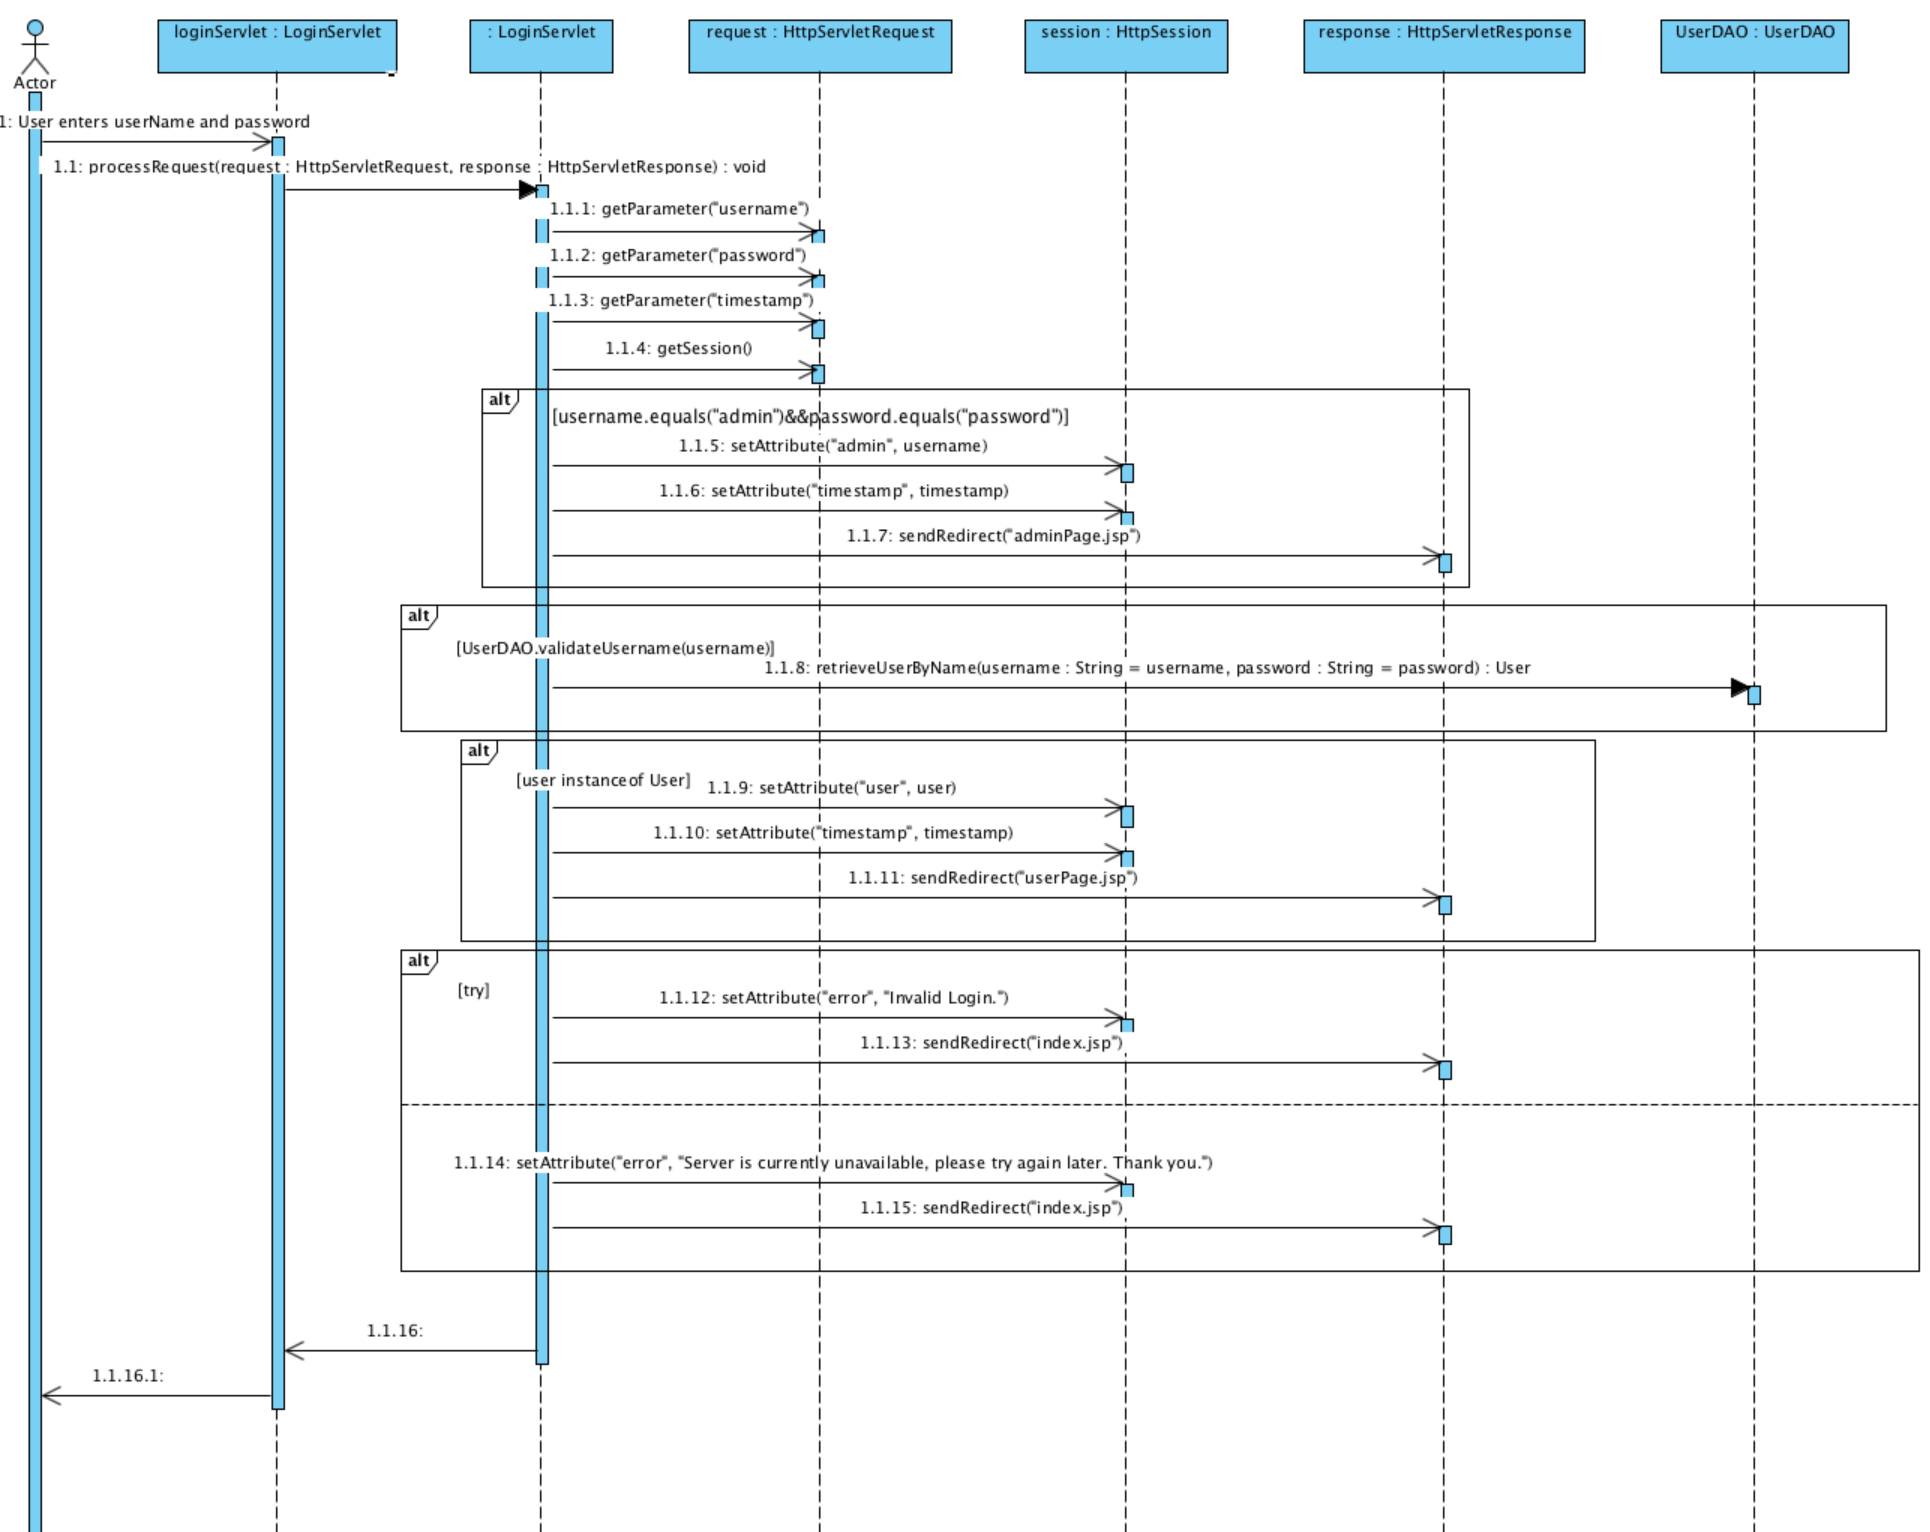 loginServlet : LoginServlet
: LoginServlet
request : HttpServletRequest
session : HttpSession
response : HttpServletResponse
UserDAO : UserDAO
Actor
1: User enters userName and password
1.1: processRequest(request : HttpServletRequest, response : HttpServletResponse) : void
1.1.1: getParameter("username")
1.1.2: getParameter("password")
1.1.3: getParameter("timestamp")
1.1.4: getSession()
alt
[username.equals("admin")&&password.equals("password")]
1.1.5: setAttribute("admin", username)
1.1.6: setAttribute("timestamp", timestamp)
1.1.7: sendRedirect("adminPage.jsp")
alt
[UserDAO.validateUsername(username)]
1.1.8: retrieveUserByName(username : String = username, password : String = password) : User
alt
[user instanceof User]
1.1.9: setAttribute("user", user)
1.1.10: setAttribute("timestamp", timestamp)
1.1.11: sendRedirect("userPage.jsp")
alt
[try]
1.1.12: setAttribute("error", "Invalid Login.")
1.1.13: sendRedirect("index.jsp")
1.1.14: setAttribute("error", "Server is currently unavailable, please try again later. Thank you.")
1.1.15: sendRedirect("index.jsp")
1.1.16:
1.1.16.1: